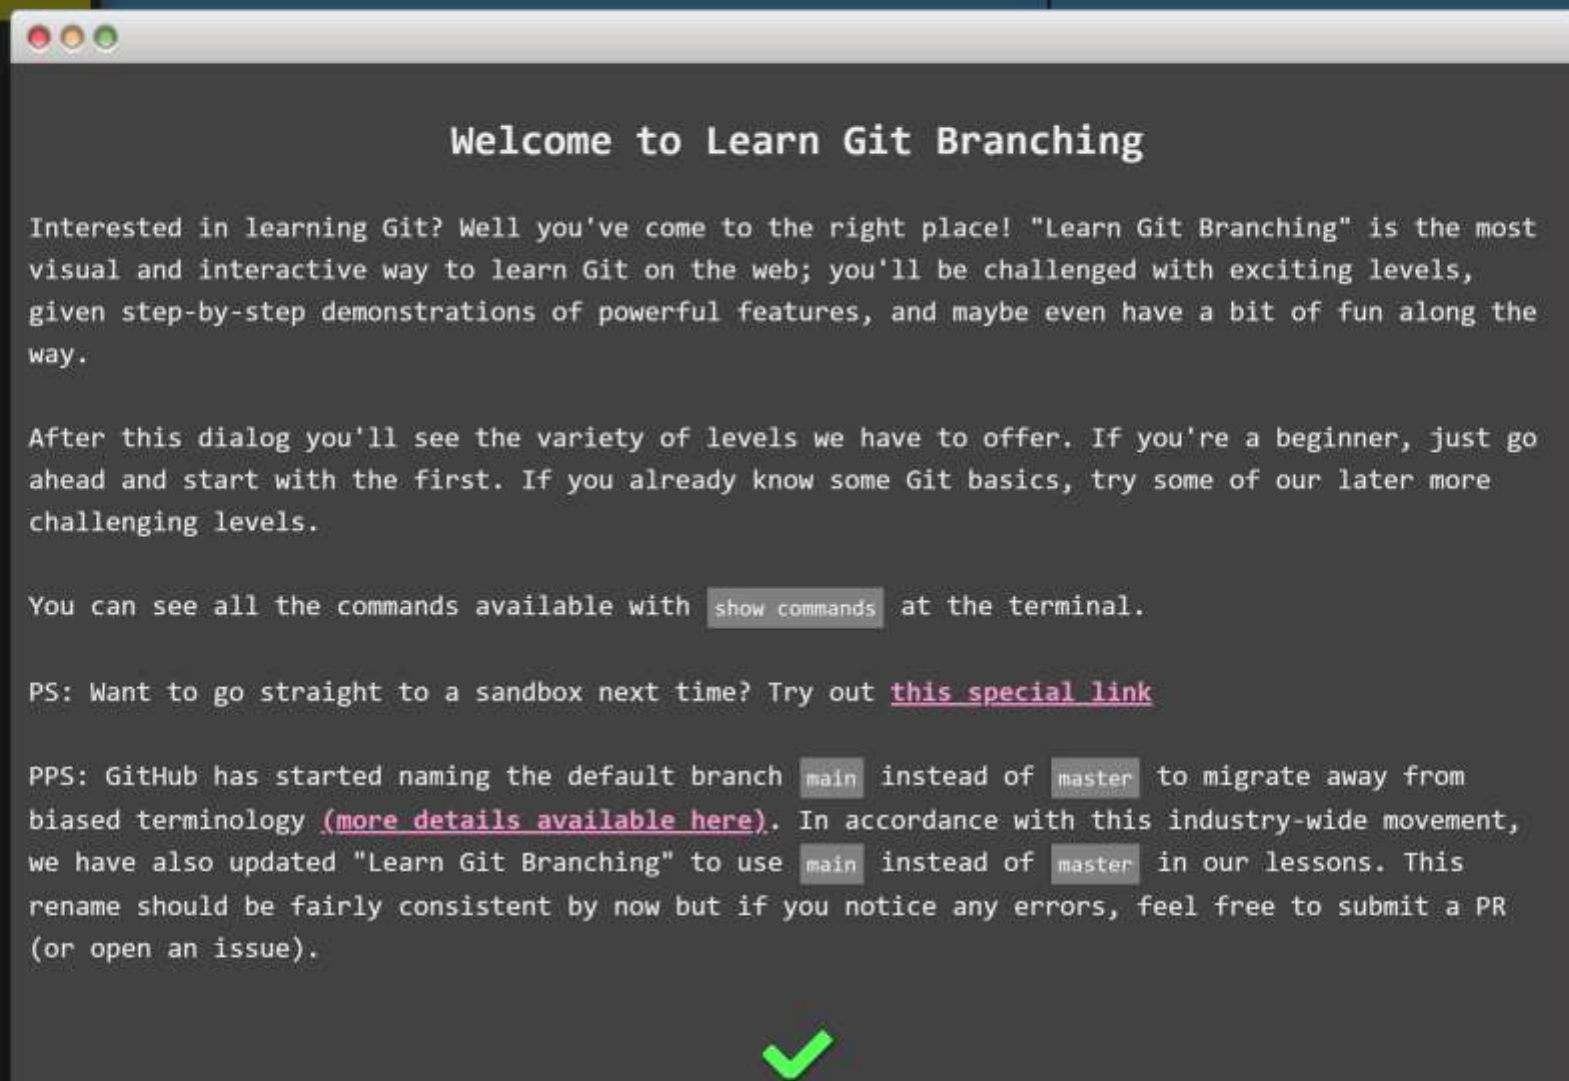 Welcome to Learn Git Branching
Interested in learning Git? Well you've come to the right place! "Learn Git Branching" is the most
visual and interactive way to learn Git on the web; you'll be challenged with exciting levels,
given step-by-step demonstrations of powerful features, and maybe even have a bit of fun along the
way.
After this dialog you'll see the variety of levels we have to offer. If you're a beginner, just go
ahead and start with the first. If you already know some Git basics, try some of our later more
challenging levels.
You can see all the commands available with show commands at the terminal.
PS: Want to go straight to a sandbox next time? Try out this special link
PPS: GitHub has started naming the default branch main instead of master to migrate away from
biased terminology (more details available here). In accordance with this industry-wide movement,
we have also updated "Learn Git Branching" to use main instead of master in our lessons. This
rename should be fairly consistent by now but if you notice any errors, feel free to submit a PR
(or open an issue).